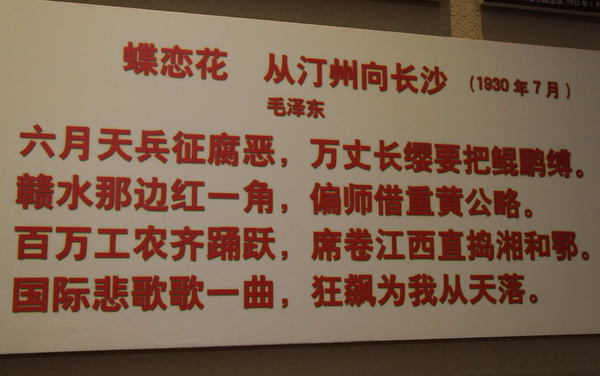 蝶恋花 从汀州向长沙 (1930年7月)
毛泽东
六月天兵征腐恶，万丈长缨要把鲲鹏缚。
赣水那边红一角，偏师借重黄公略。
百万工农齐踊跃，席卷江西直捣湘和鄂。
国际悲歌歌一曲，狂飙为我从天落。